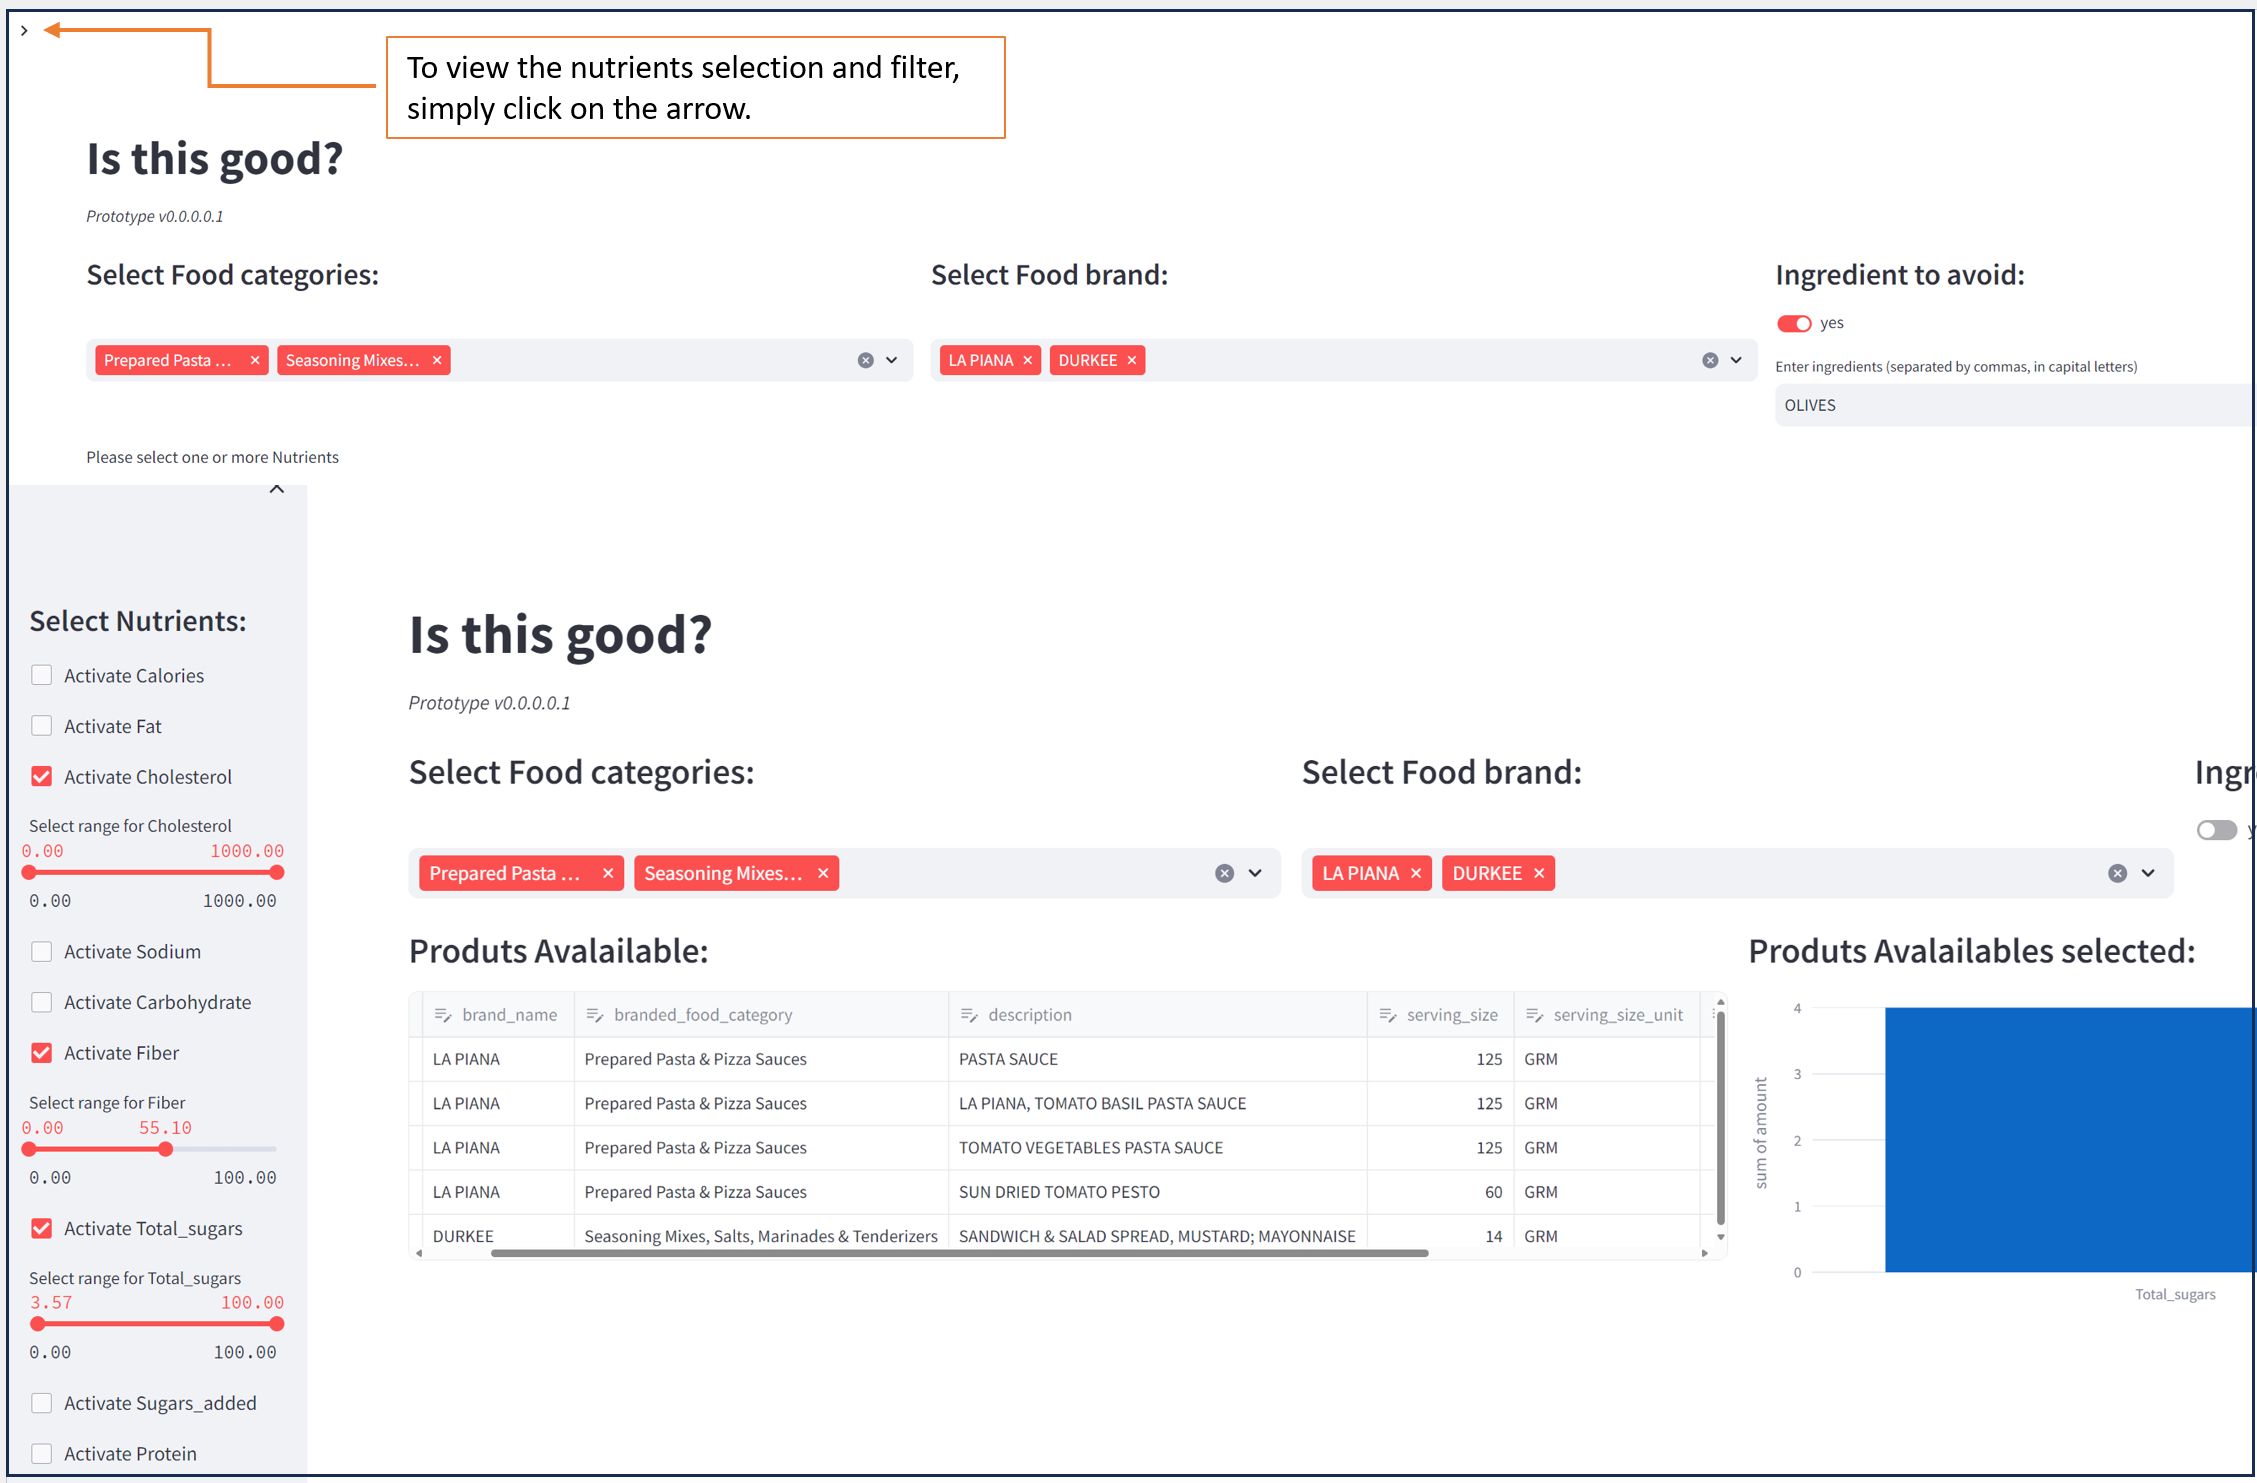 To view the nutrients selection and filter,
simply click on the arrow.
Is this good?
Prototype v0.0.0.0.1
Select Food categories:
Select Food brand:
Ingredient to avoid:
yes
Prepared Pasta ...
Seasoning Mixes...
LA PIANA
DURKEE
Enter ingredients (separated by commas, in capital letters)
OLIVES
Please select one or more Nutrients
Select Nutrients:
Activate Calories
Activate Fat
Activate Cholesterol
Select range for Cholesterol
0.00 1000.00
0.00 1000.00
Activate Sodium
Activate Carbohydrate
Activate Fiber
Select range for Fiber
0.00 55.10
0.00 100.00
Activate Total_sugars
Select range for Total_sugars
3.57 100.00
0.00 100.00
Activate Sugars_added
Activate Protein
Is this good?
Prototype v0.0.0.0.1
Select Food categories:
Select Food brand:
Prepared Pasta ...
Seasoning Mixes...
LA PIANA
DURKEE
Produts Avalailable:
brand_name branded_food_category description serving_size serving_size_unit
LA PIANA Prepared Pasta & Pizza Sauces PASTA SAUCE 125 GRM
LA PIANA Prepared Pasta & Pizza Sauces LA PIANA, TOMATO BASIL PASTA SAUCE 125 GRM
LA PIANA Prepared Pasta & Pizza Sauces TOMATO VEGETABLES PASTA SAUCE 125 GRM
LA PIANA Prepared Pasta & Pizza Sauces SUN DRIED TOMATO PESTO 60 GRM
DURKEE Seasoning Mixes, Salts, Marinades & Tenderizers SANDWICH & SALAD SPREAD, MUSTARD; MAYONNAISE 14 GRM
Produts Avalailables selected:
4
3
2
1
0
sum of amount
Total_sugars